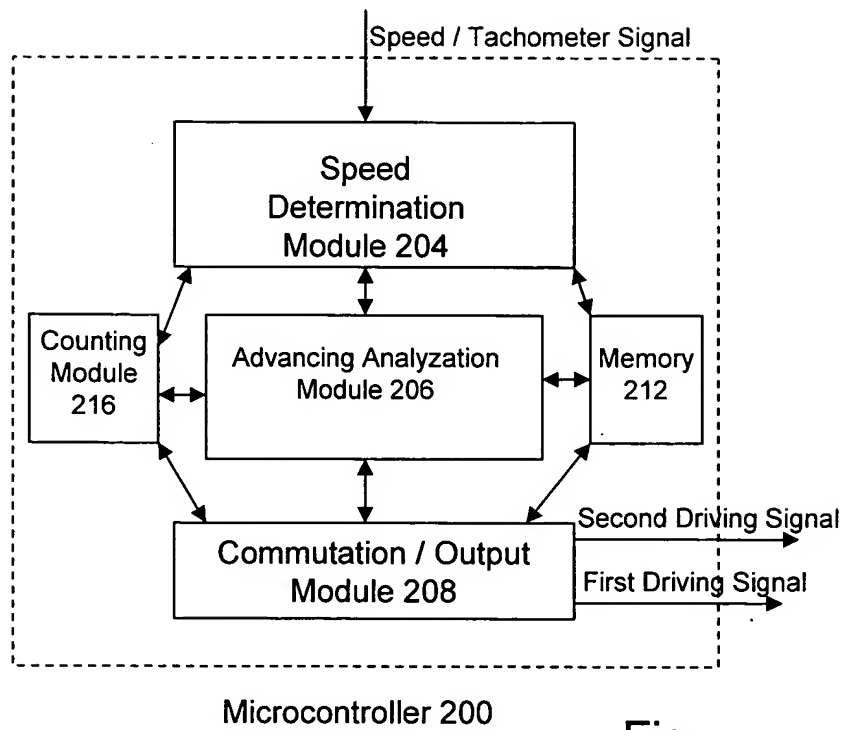 Speed / Tachometer Signal
Speed
Determination
Module 204
Counting
Module
216
Advancing Analyzation
Module 206
Memory
212
Second Driving Signal
Commutation / Output
Module 208
First Driving Signal
Microcontroller 200